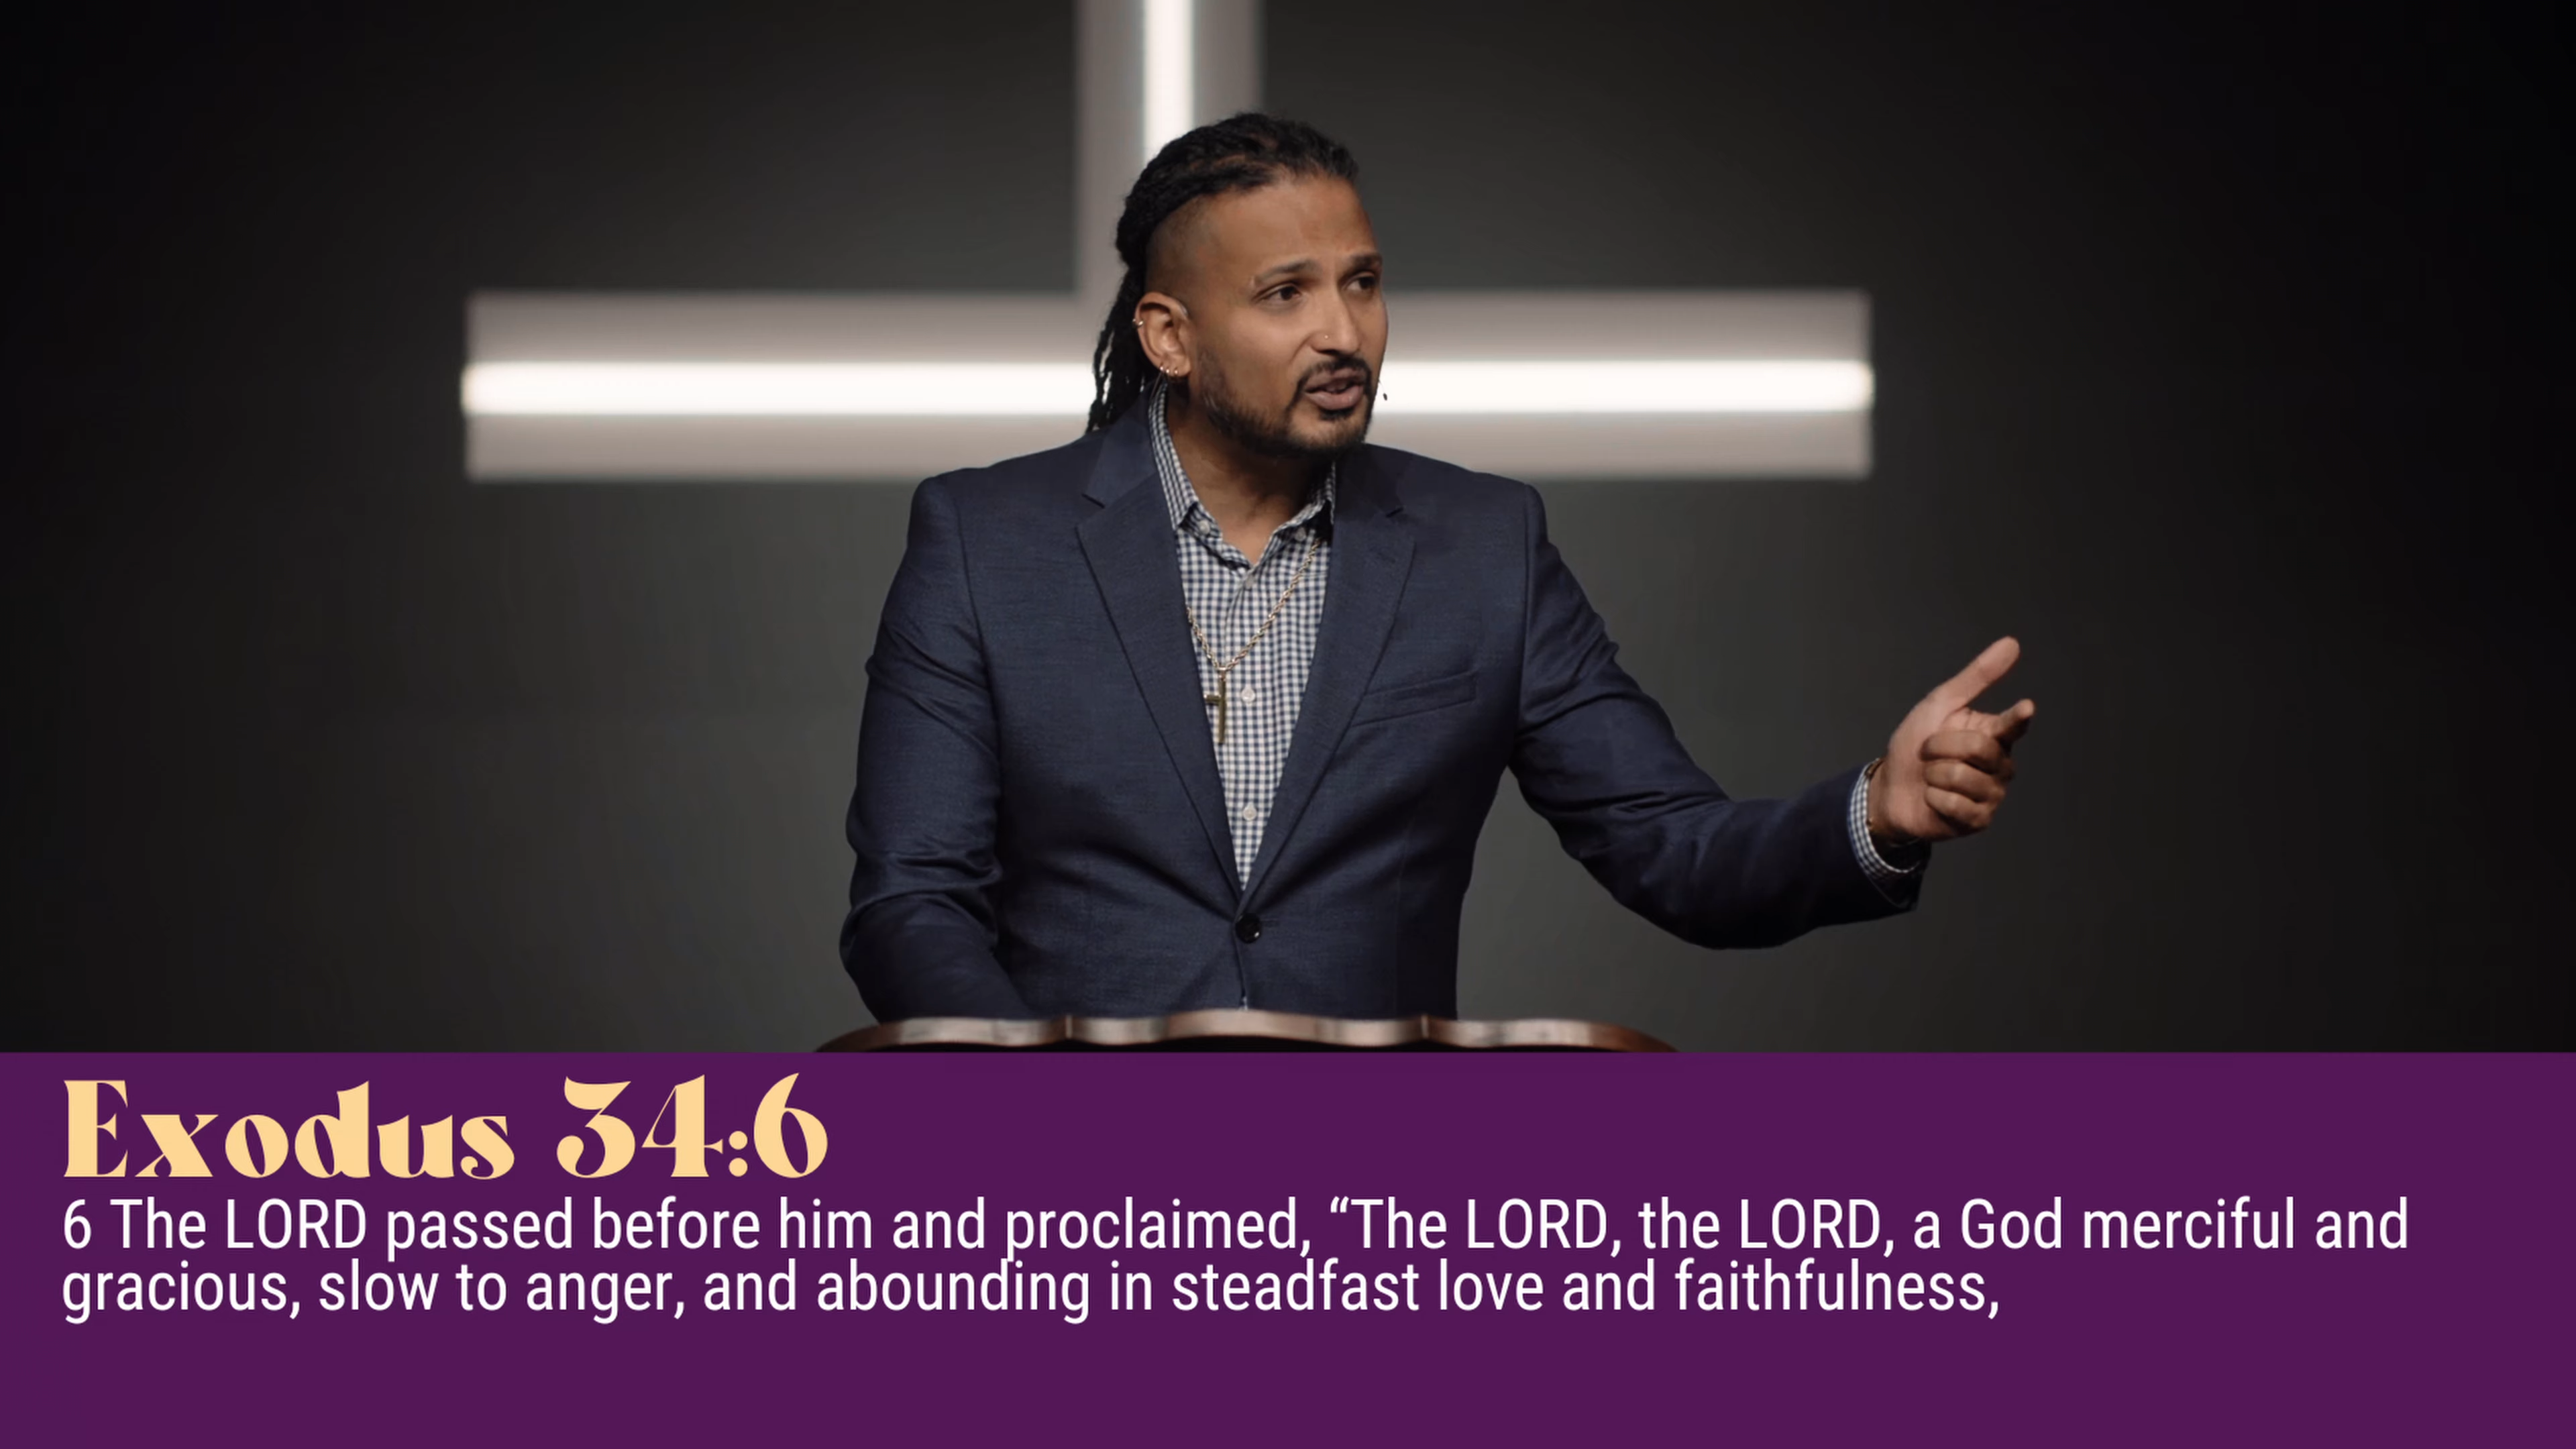 Exodus 34:6
6 The LORD passed before him and proclaimed, “The LORD, the LORD, a God merciful and
gracious, slow to anger, and abounding in steadfast love and faithfulness,